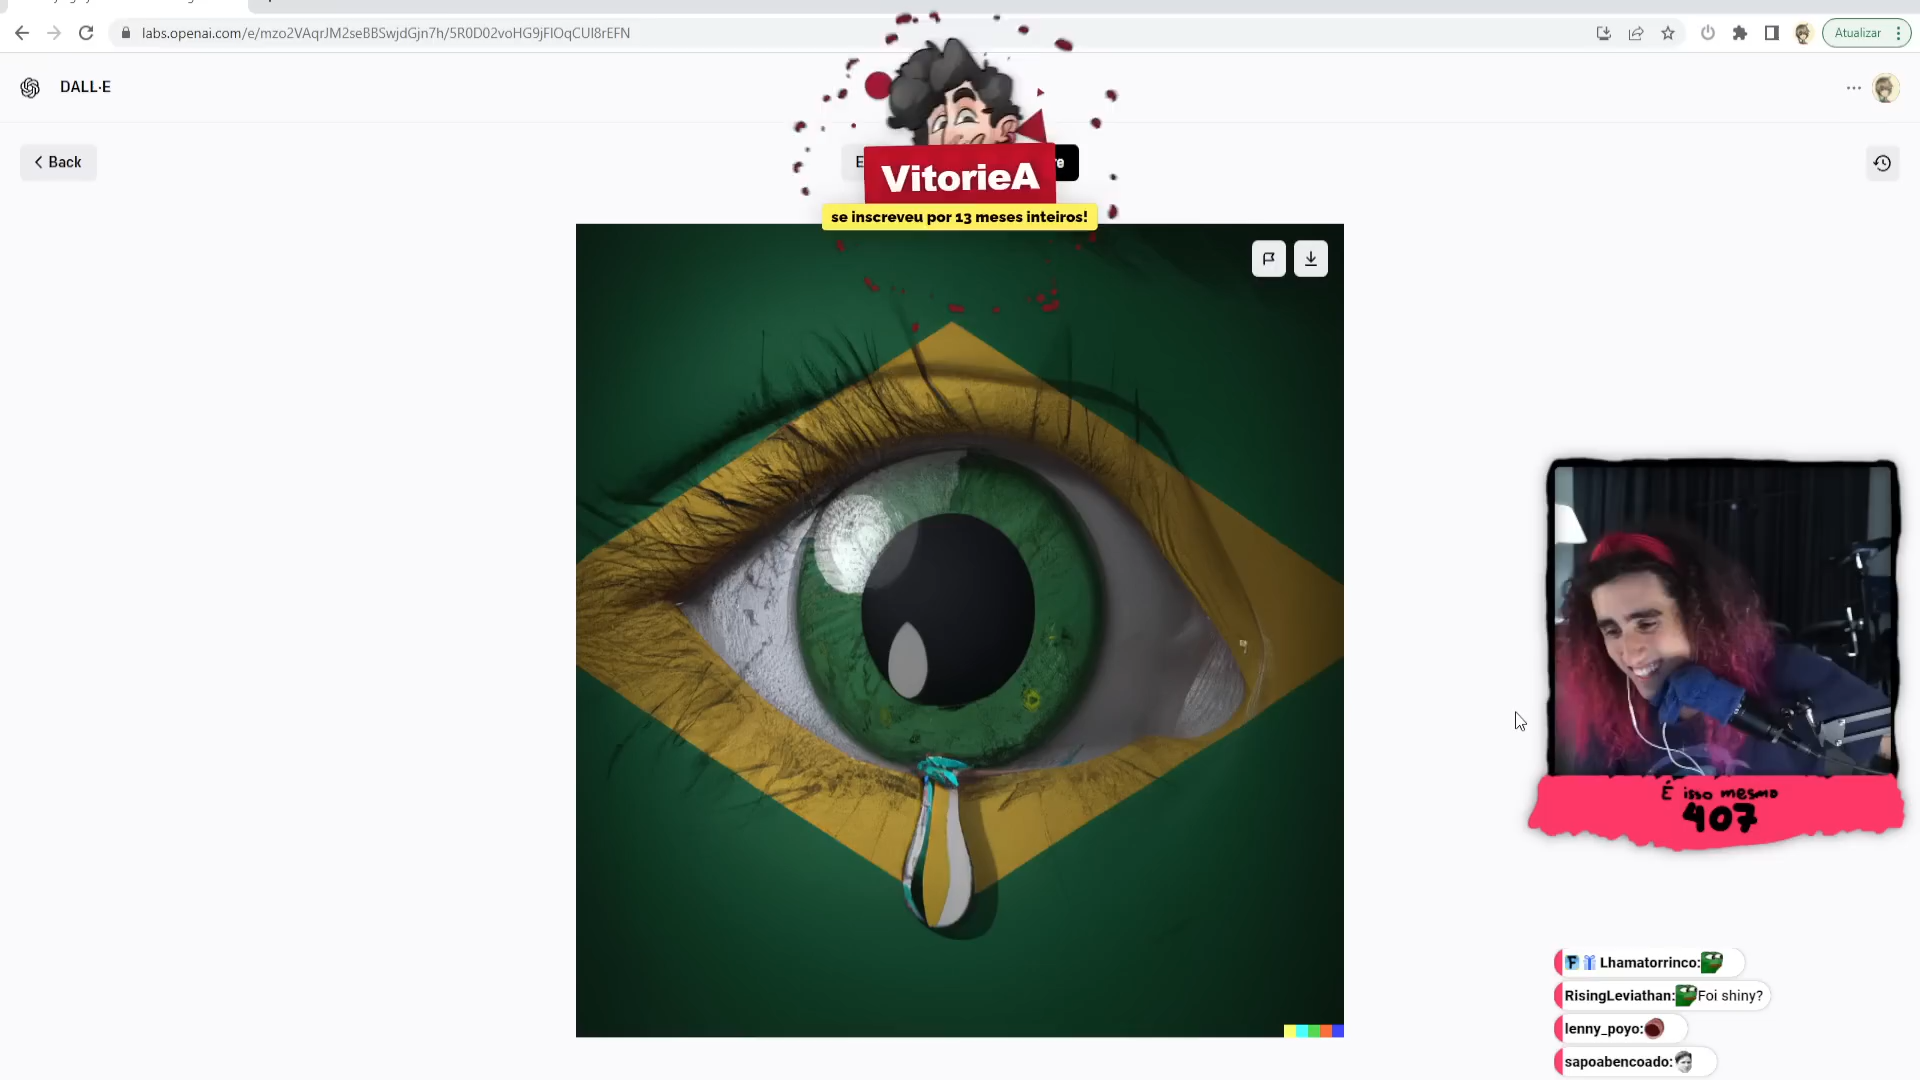 labs.openai.com/e/mzo2VAqrJM2seBBSwjdGjn7h/5R0D02voHG9jFIOqCUI8rEFN
Atualizar
DALL·E
Back
VitorieA
se inscreveu por 13 meses inteiros!
É isso mesmo
407
Lhamatorrinco:
RisingLeviathan: Foi shiny?
lenny_poyo:
sapoabencoado: